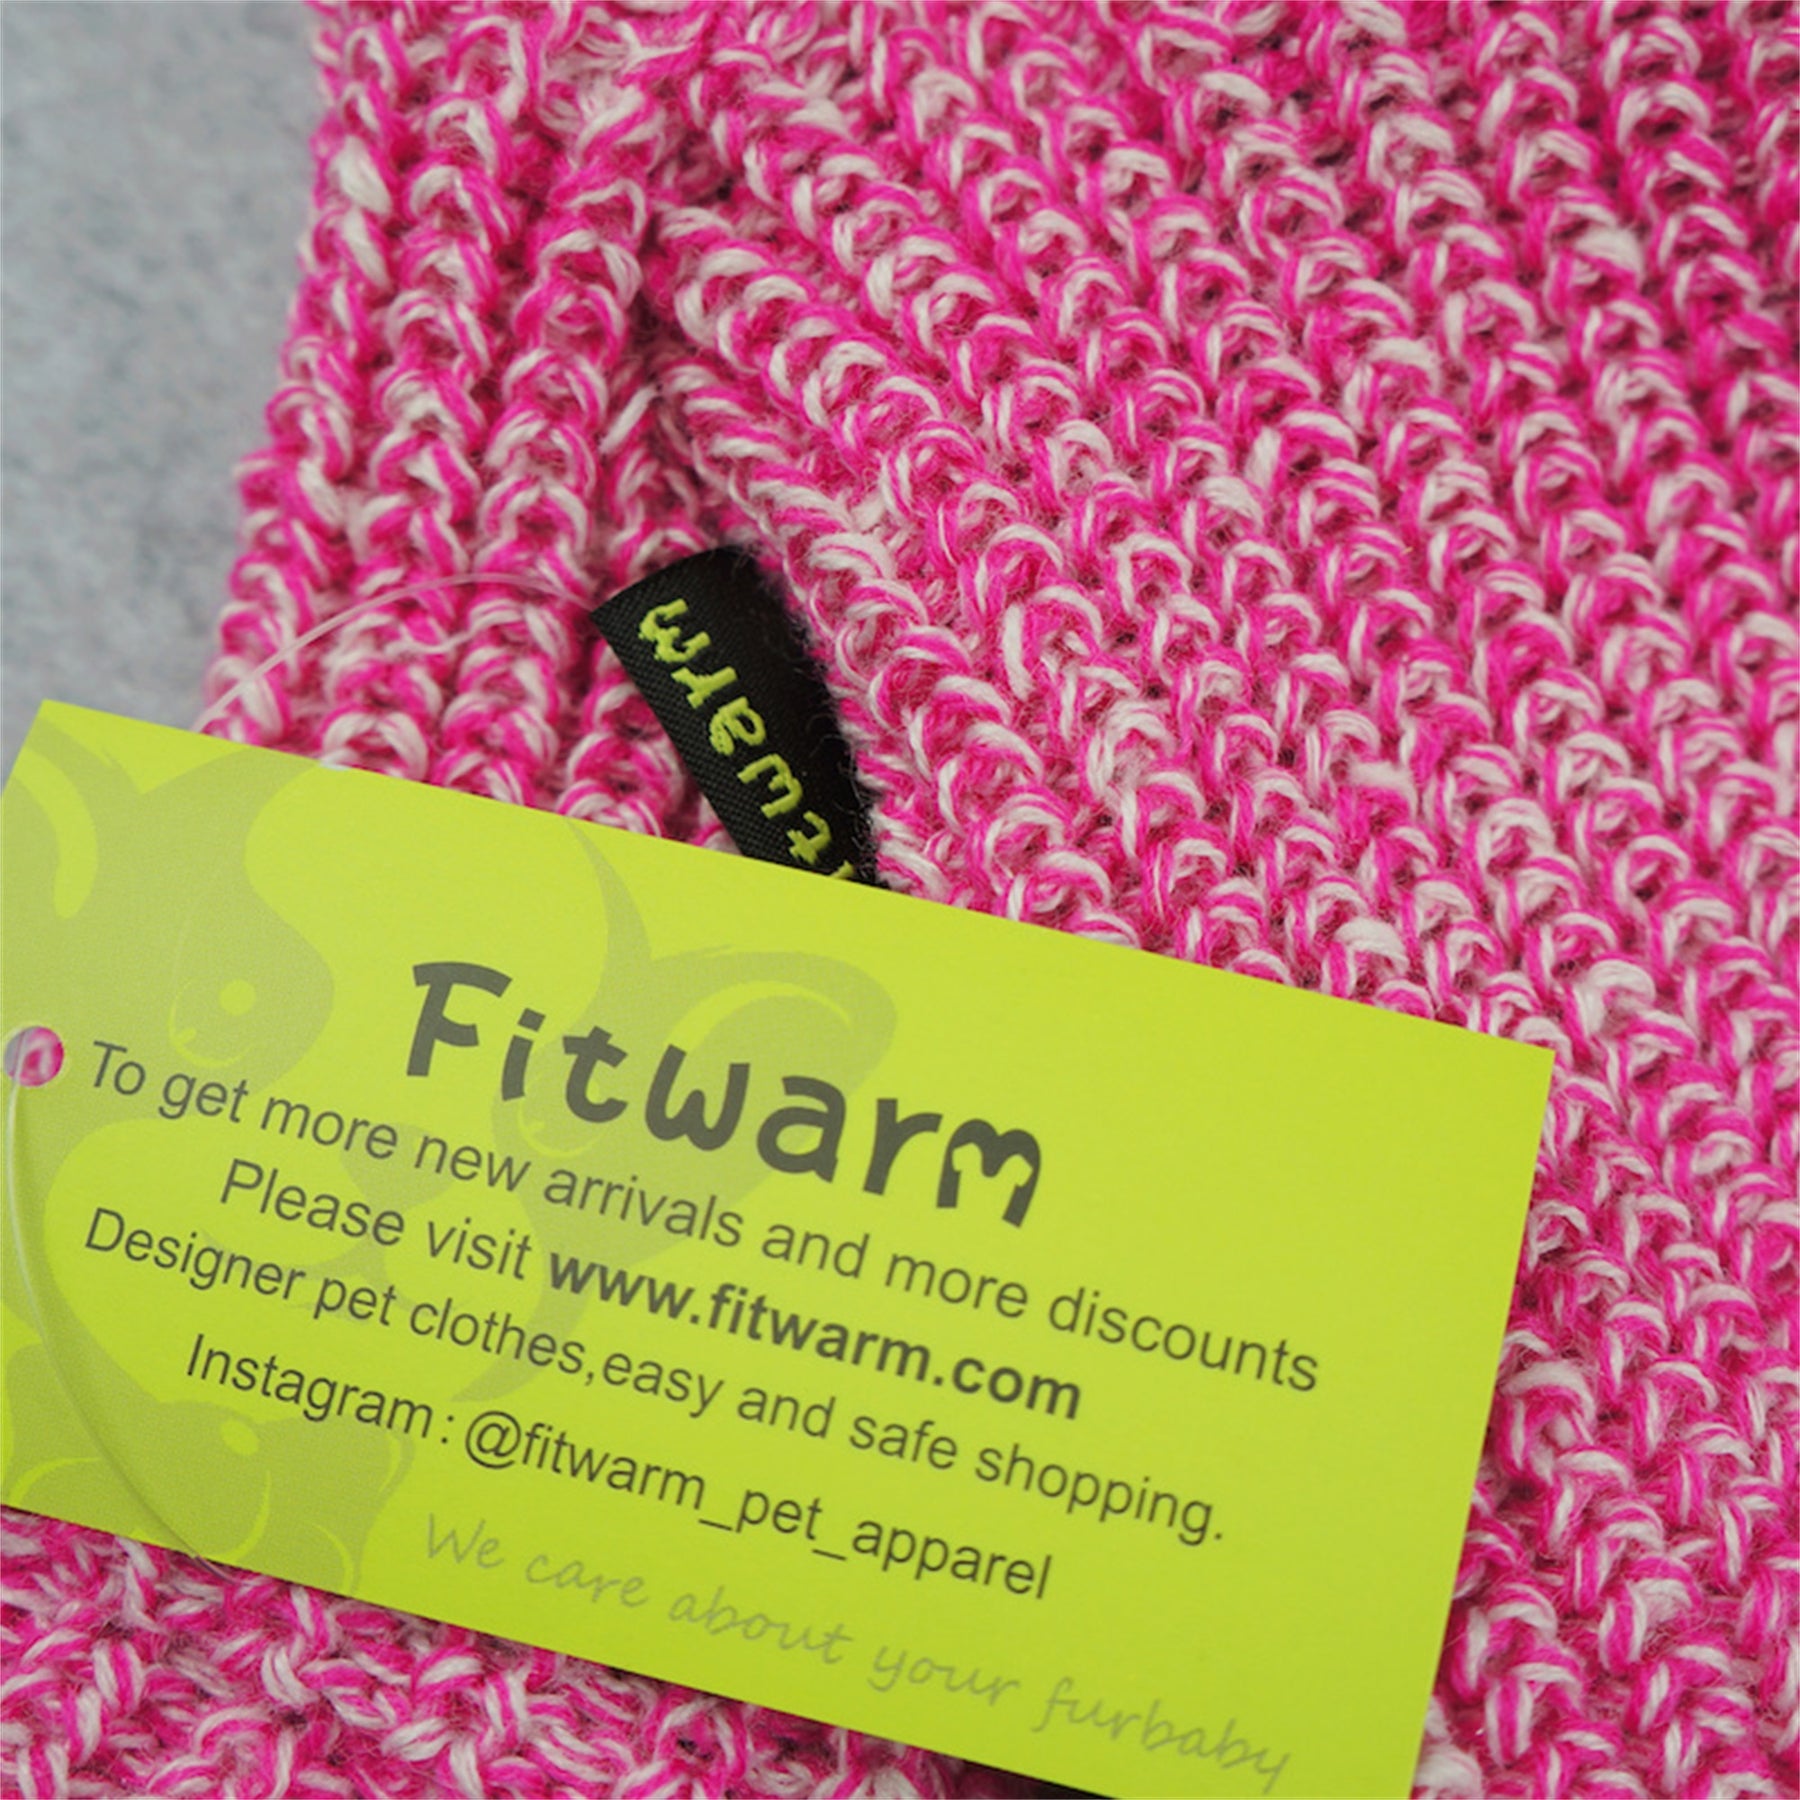 twarm
Fitwarm
To get more new arrivals and more discounts
Please visit www.fitwarm.com
Designer pet clothes,easy and safe shopping.
Instagram : @fitwarm_pet_apparel
We care about your furbaby